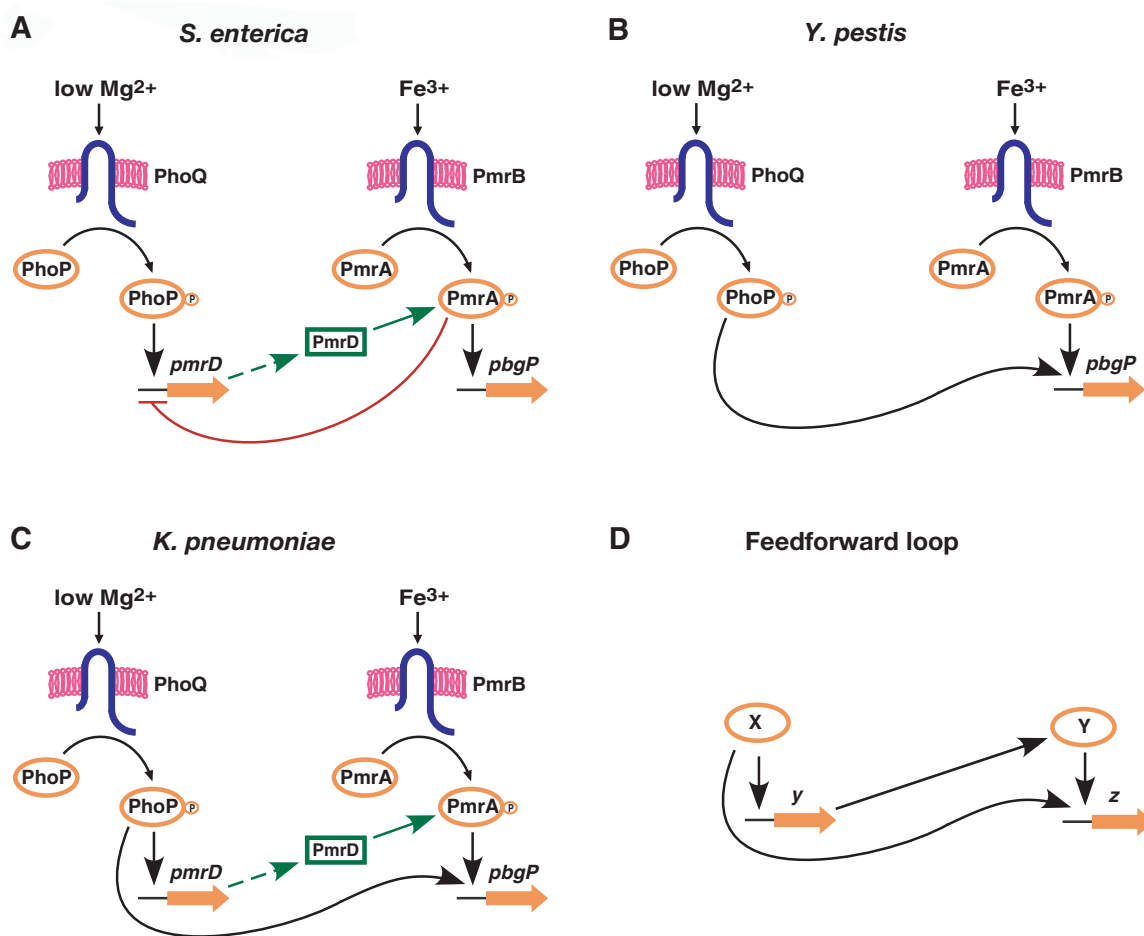 A
S. enterica
low Mg2+
Fe3+
PhoQ
PmrB
PhoP
PmrA
PhoP P
PmrA P
PmrD
pmrD
pbgP
B
Y. pestis
low Mg2+
Fe3+
PhoQ
PmrB
PhoP
PmrA
PhoP P
PmrA P
pbgP
C
K. pneumoniae
low Mg2+
Fe3+
PhoQ
PmrB
PhoP
PmrA
PhoP P
PmrA P
PmrD
pmrD
pbgP
D
Feedforward loop
X
Y
y
z